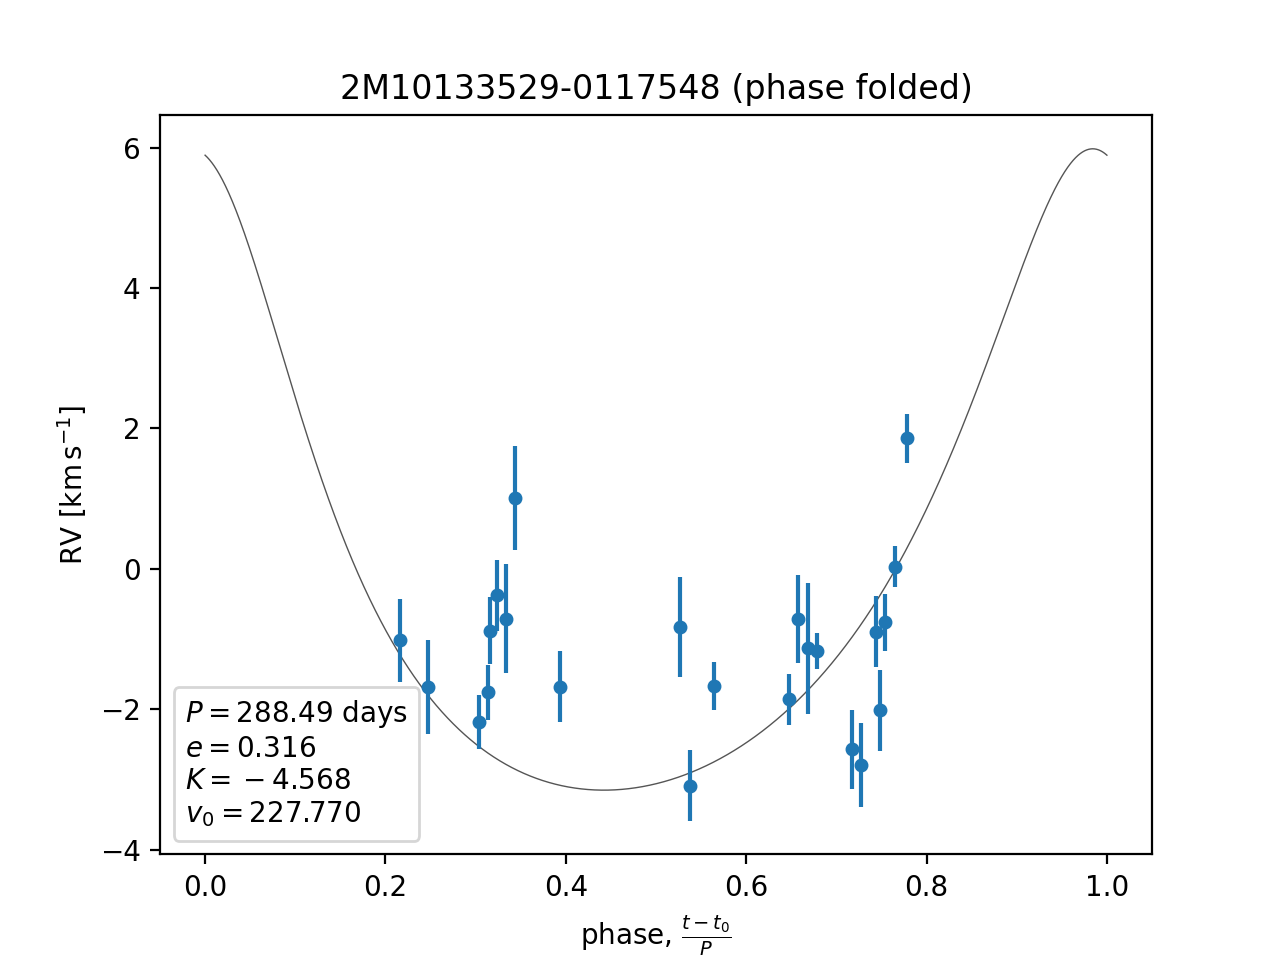 2M10133529-0117548 (phase folded)
RV [km s⁻¹]
6
4
2
0
−2
−4
P = 288.49 days
e = 0.316
K = −4.568
v₀ = 227.770
0.0 0.2 0.4 0.6 0.8 1.0
phase, (t − t₀)/P